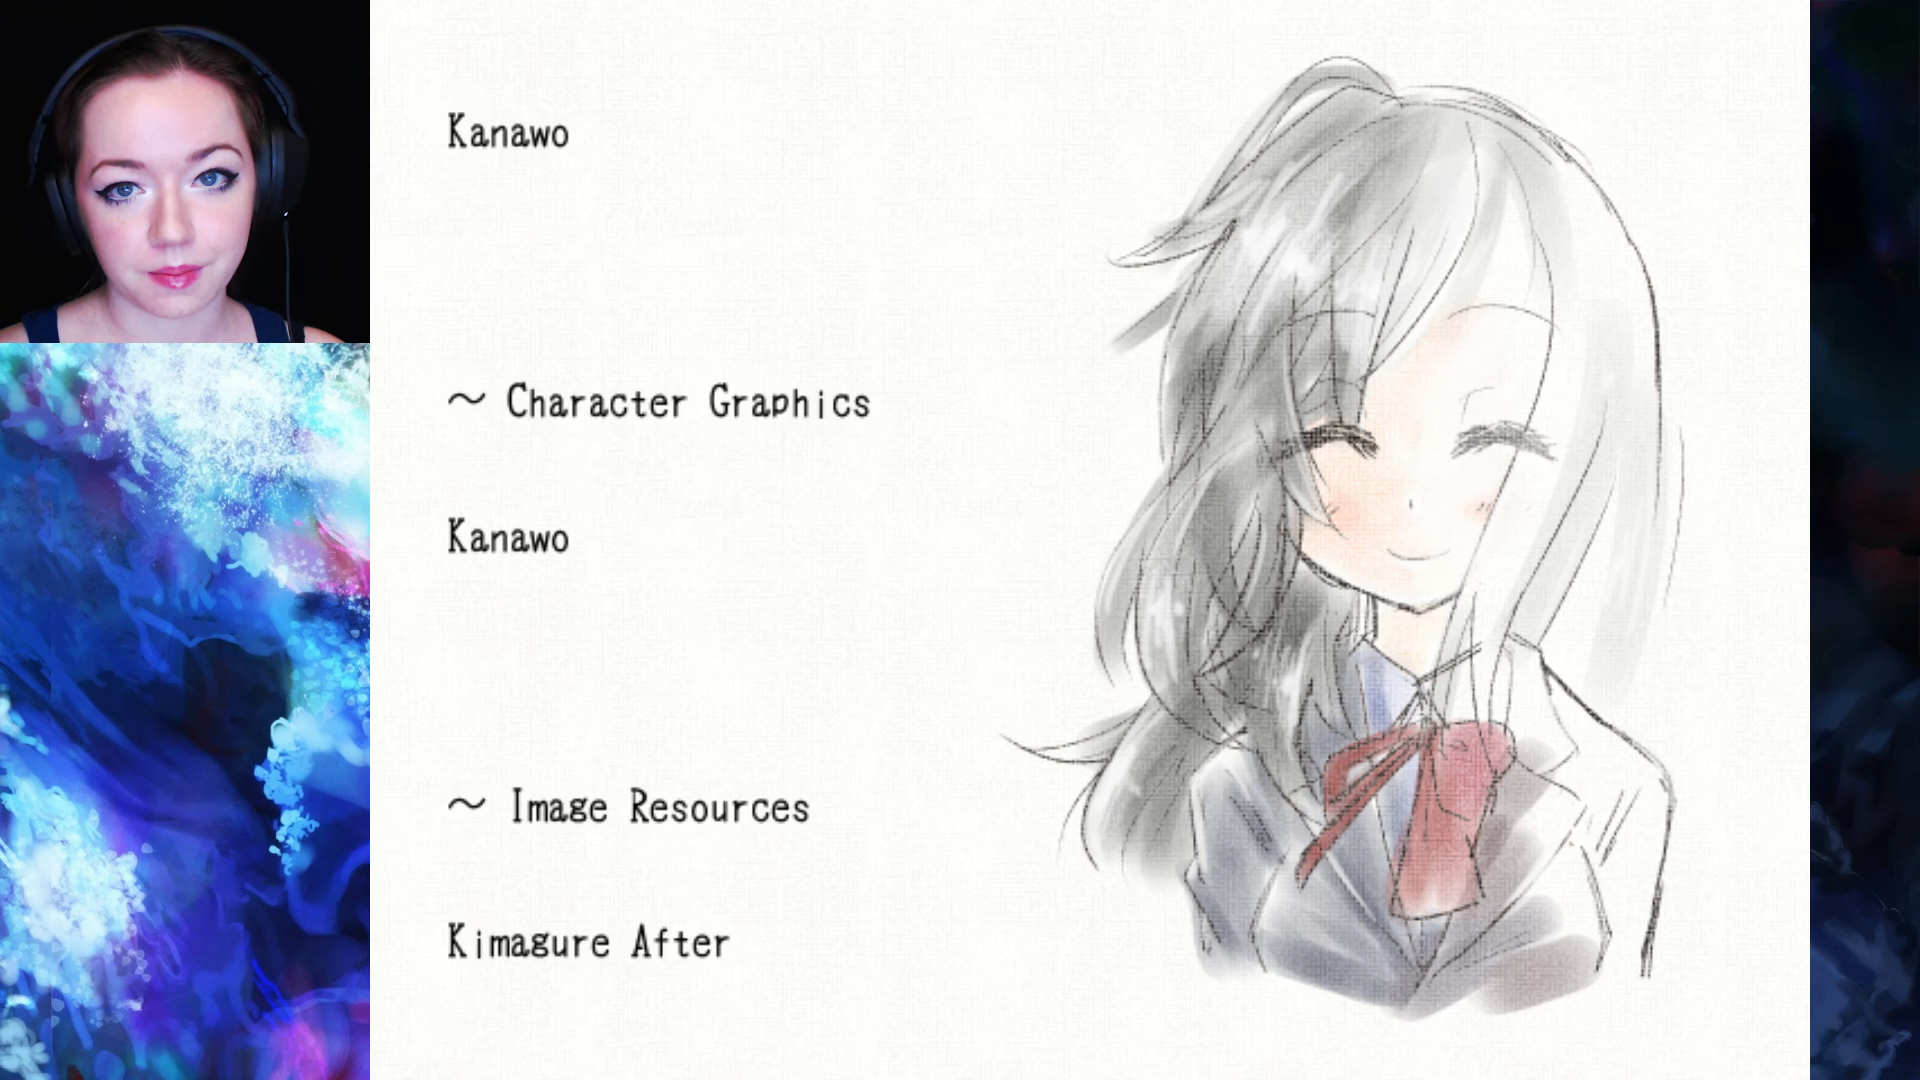 Kanawo
～ Character Graphics
Kanawo
～ Image Resources
Kimagure After